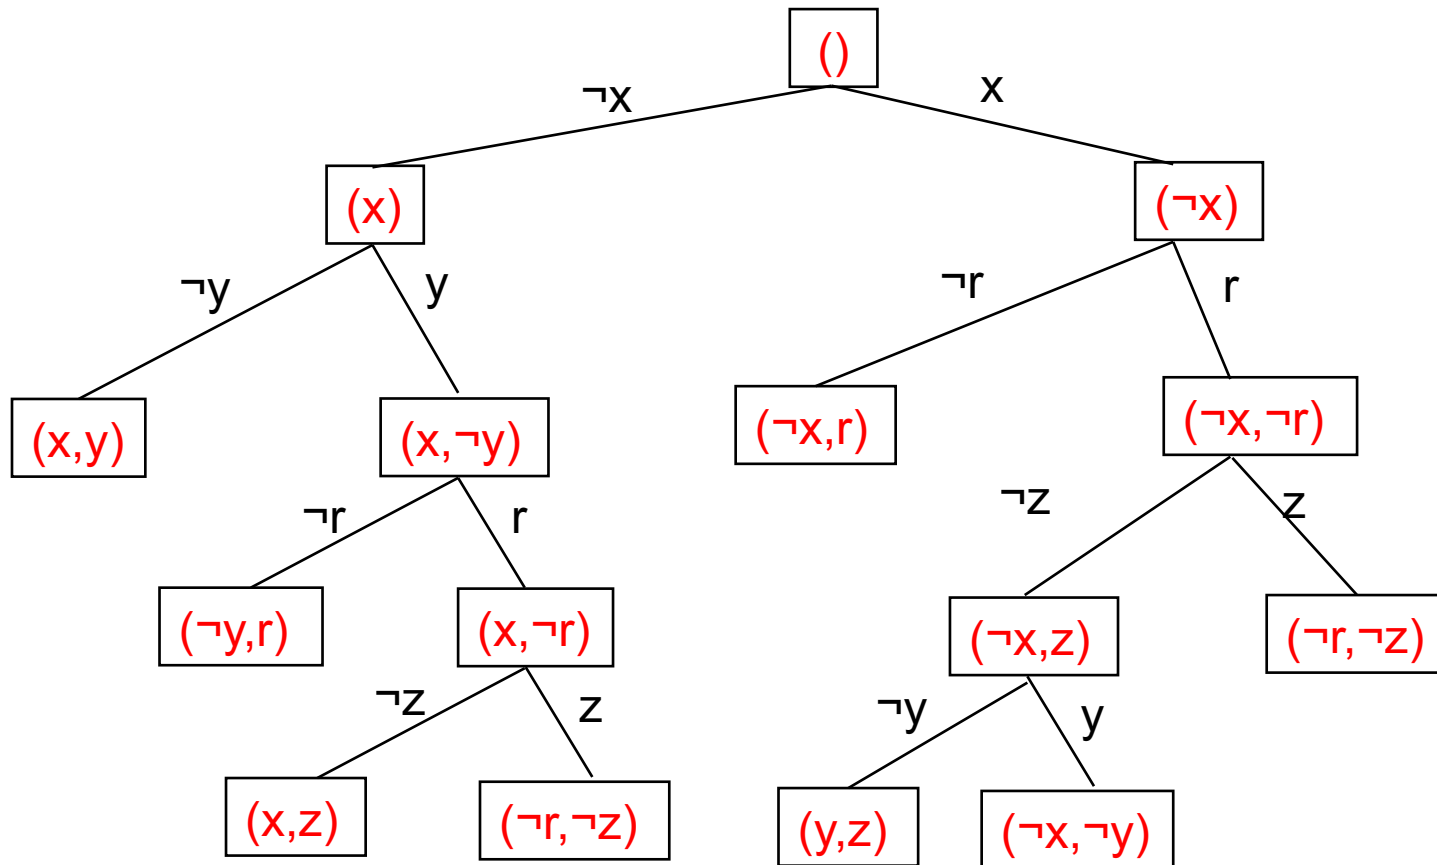 ()
¬x x
(x) (¬x)
¬y y ¬r r
(x,y) (x,¬y) (¬x,r) (¬x,¬r)
¬r r ¬z z
(¬y,r) (x,¬r) (¬x,z) (¬r,¬z)
¬z z ¬y y
(x,z) (¬r,¬z) (y,z) (¬x,¬y)